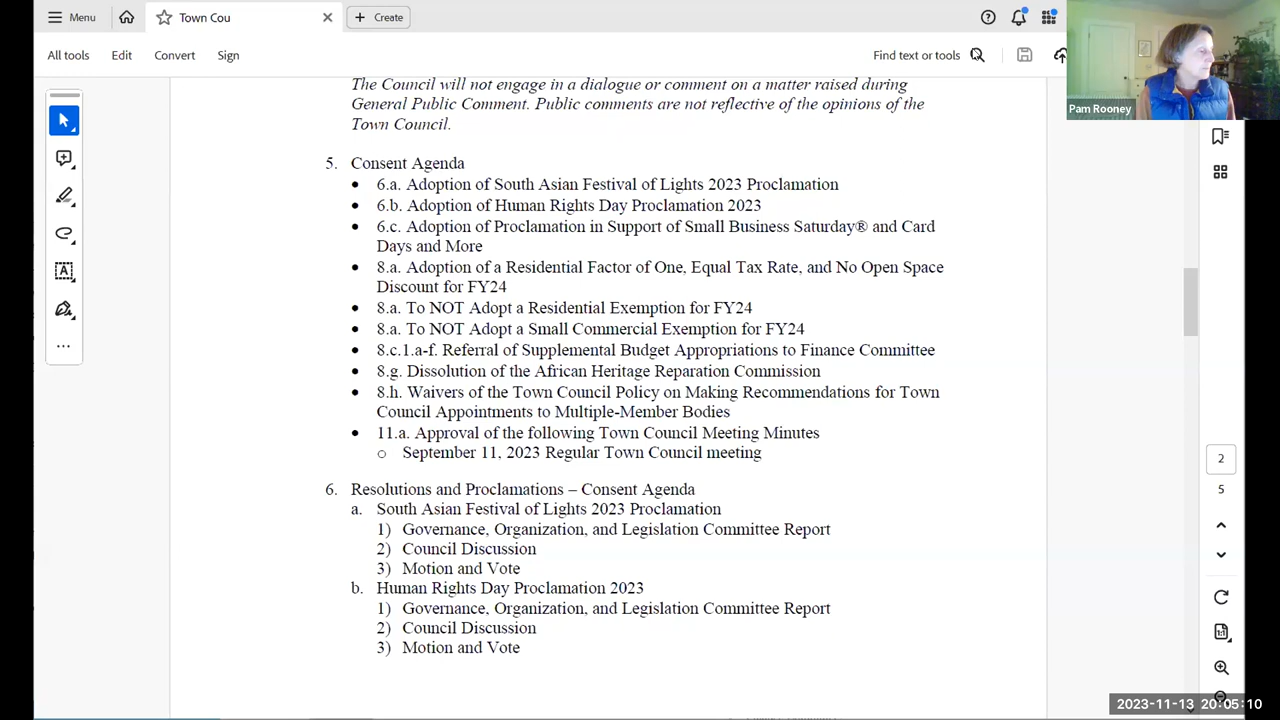 Menu
Town Cou
Create
All tools
Edit
Convert
Sign
Find text or tools
Pam Rooney
The Council will not engage in a dialogue or comment on a matter raised during
General Public Comment. Public comments are not reflective of the opinions of the
Town Council.
5. Consent Agenda
• 6.a. Adoption of South Asian Festival of Lights 2023 Proclamation
• 6.b. Adoption of Human Rights Day Proclamation 2023
• 6.c. Adoption of Proclamation in Support of Small Business Saturday® and Card
Days and More
• 8.a. Adoption of a Residential Factor of One, Equal Tax Rate, and No Open Space
Discount for FY24
• 8.a. To NOT Adopt a Residential Exemption for FY24
• 8.a. To NOT Adopt a Small Commercial Exemption for FY24
• 8.c.1.a-f. Referral of Supplemental Budget Appropriations to Finance Committee
• 8.g. Dissolution of the African Heritage Reparation Commission
• 8.h. Waivers of the Town Council Policy on Making Recommendations for Town
Council Appointments to Multiple-Member Bodies
• 11.a. Approval of the following Town Council Meeting Minutes
o September 11, 2023 Regular Town Council meeting
6. Resolutions and Proclamations – Consent Agenda
a. South Asian Festival of Lights 2023 Proclamation
1) Governance, Organization, and Legislation Committee Report
2) Council Discussion
3) Motion and Vote
b. Human Rights Day Proclamation 2023
1) Governance, Organization, and Legislation Committee Report
2) Council Discussion
3) Motion and Vote
2
5
2023-11-13 20:05:10